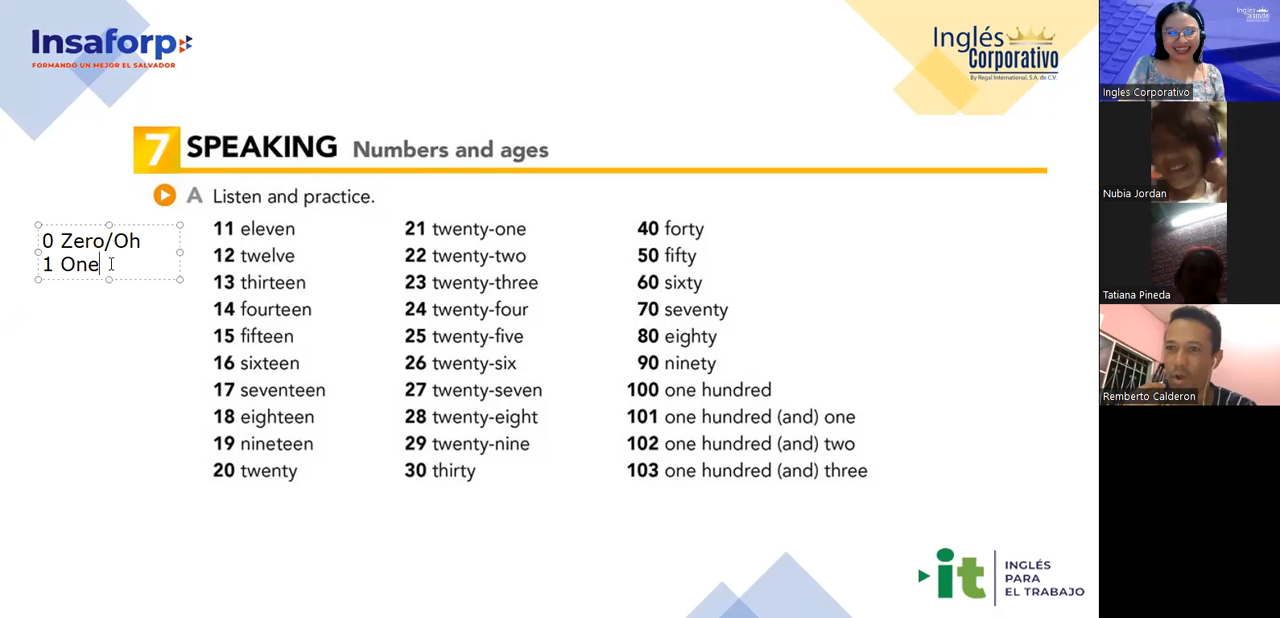 Insaforp
FORMANDO UN MEJOR EL SALVADOR
Inglés
Corporativo
By Regal International, S.A. de C.V.
7 SPEAKING Numbers and ages
A Listen and practice.
0 Zero/Oh
1 One
11 eleven
12 twelve
13 thirteen
14 fourteen
15 fifteen
16 sixteen
17 seventeen
18 eighteen
19 nineteen
20 twenty
21 twenty-one
22 twenty-two
23 twenty-three
24 twenty-four
25 twenty-five
26 twenty-six
27 twenty-seven
28 twenty-eight
29 twenty-nine
30 thirty
40 forty
50 fifty
60 sixty
70 seventy
80 eighty
90 ninety
100 one hundred
101 one hundred (and) one
102 one hundred (and) two
103 one hundred (and) three
it
INGLÉS
PARA
EL TRABAJO
Inglés
Corporativo
Ingles Corporativo
Nubia Jordan
Tatiana Pineda
Remberto Calderon